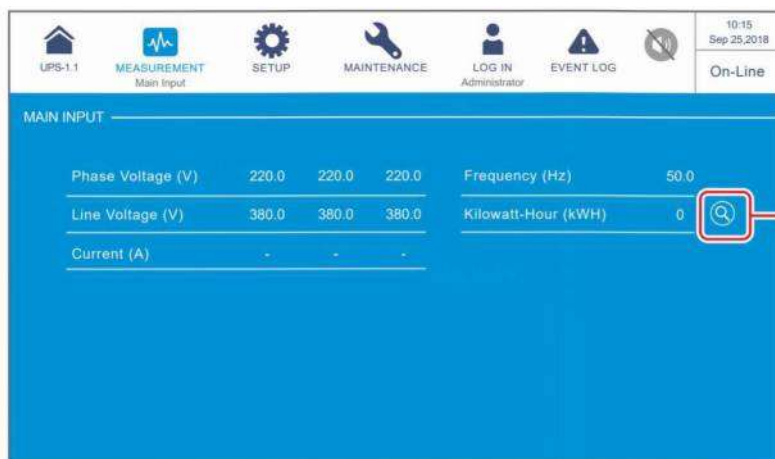 10:15
Sep 25,2018
UPS-1.1
MEASUREMENT
Main Input
SETUP
MAINTENANCE
LOG IN
Administrator
EVENT LOG
On-Line
MAIN INPUT
Phase Voltage (V) 220.0 220.0 220.0 Frequency (Hz) 50.0
Line Voltage (V) 380.0 380.0 380.0 Kilowatt-Hour (kWH) 0
Current (A) - - -